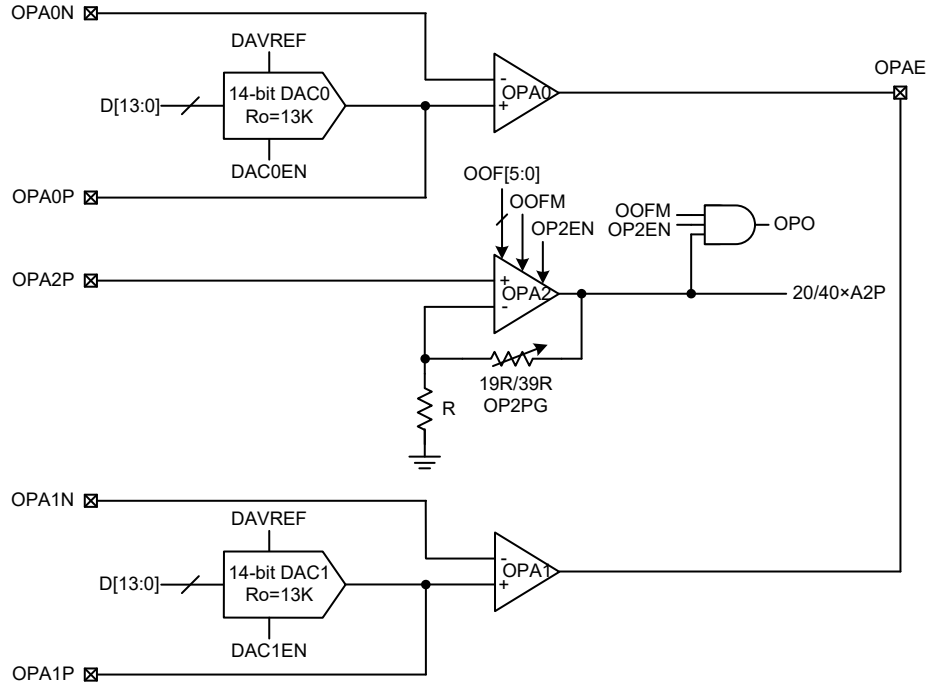 OPA0N
DAVREF
D[13:0]
14-bit DAC0
Ro=13K
DAC0EN
OPA0P
-
OPA0
+
OPAE
OOF[5:0]
OOFM
OP2EN
OOFM
OP2EN
OPO
OPA2P
+
OPA2
-
20/40×A2P
19R/39R
OP2PG
R
OPA1N
DAVREF
D[13:0]
14-bit DAC1
Ro=13K
DAC1EN
OPA1P
-
OPA1
+